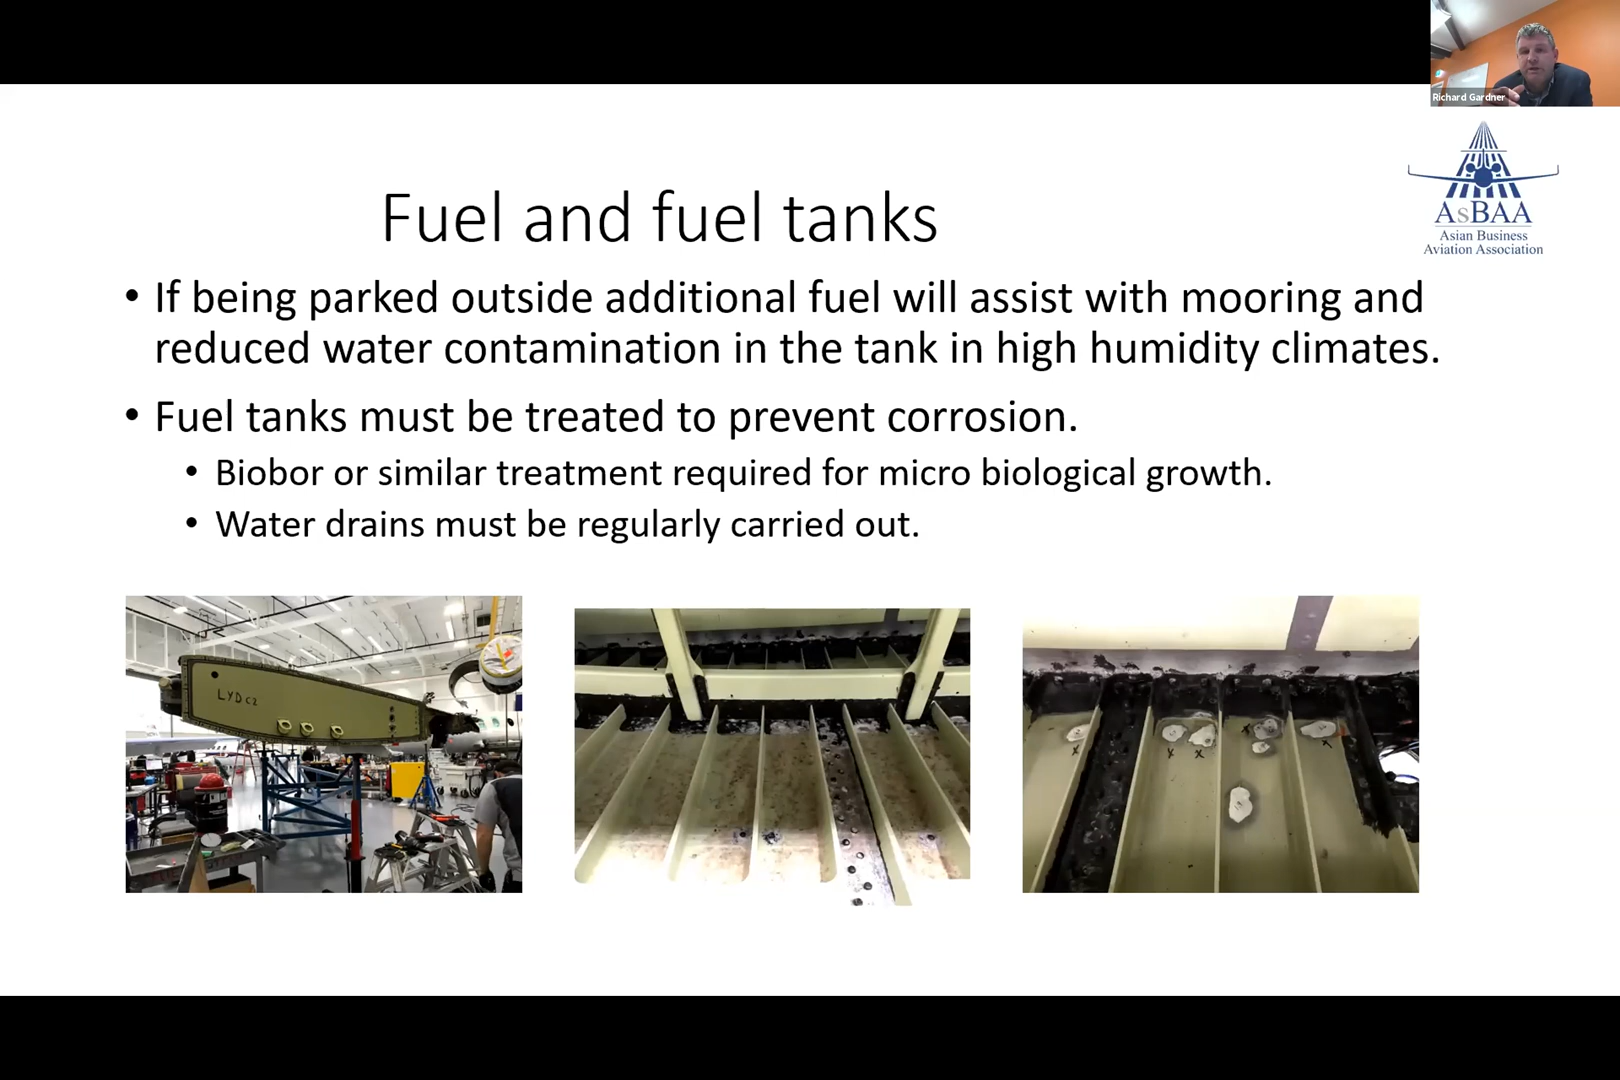 Richard Gardner
AsBAA
Asian Business
Aviation Association
Fuel and fuel tanks
• If being parked outside additional fuel will assist with mooring and
reduced water contamination in the tank in high humidity climates.
• Fuel tanks must be treated to prevent corrosion.
• Biobor or similar treatment required for micro biological growth.
• Water drains must be regularly carried out.
LYDCZ
X
X
X
X
X